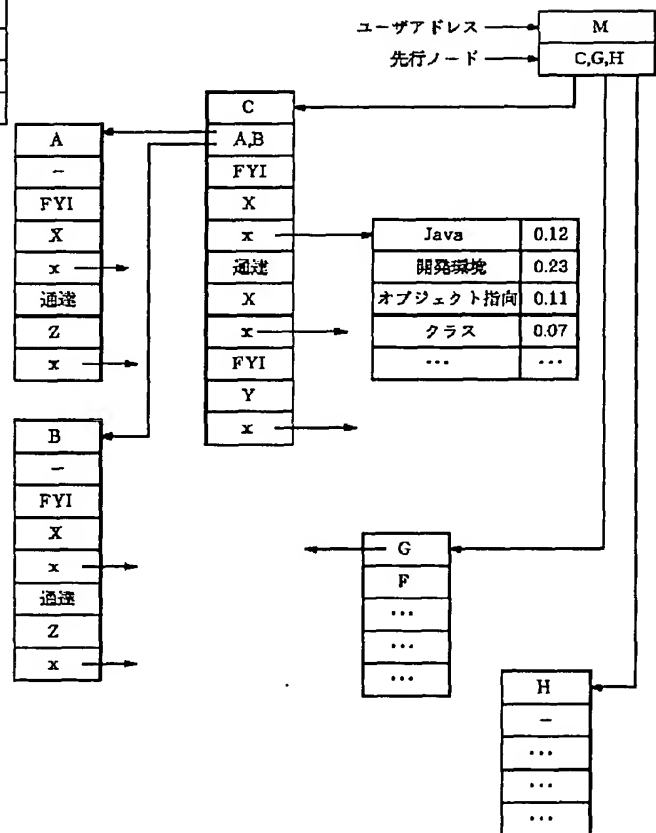 ユーザアドレス
M
先行ノード
C,G,H
C
A,B
FYI
X
x
通達
X
x
FYI
Y
x
A
－
FYI
X
x
通達
Z
x
Java 0.12
開発環境 0.23
オブジェクト指向 0.11
クラス 0.07
… …
B
－
FYI
X
x
通達
Z
x
G
F
…
…
…
H
－
…
…
…